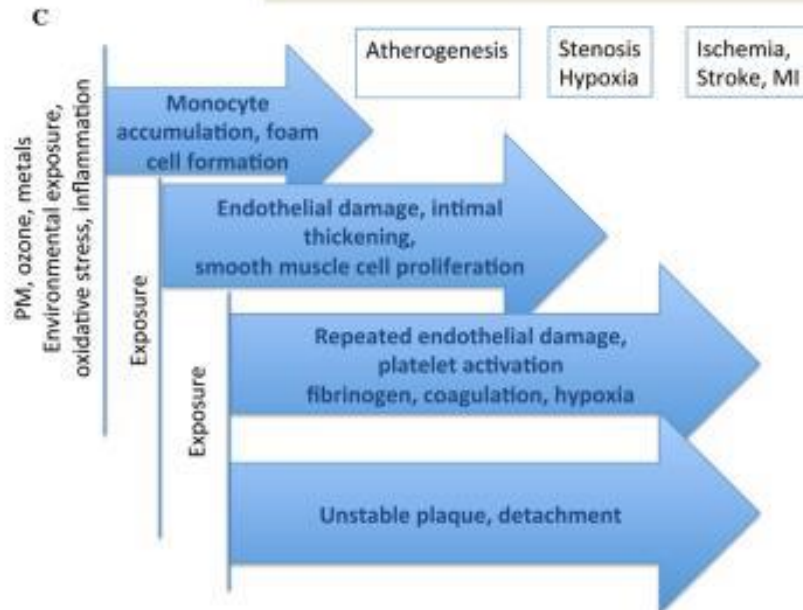 C
Atherogenesis
Stenosis
Hypoxia
Ischemia,
Stroke, MI
PM, ozone, metals
Environmental exposure,
oxidative stress, inflammation
Monocyte
accumulation, foam
cell formation
Exposure
Endothelial damage, intimal
thickening,
smooth muscle cell proliferation
Exposure
Repeated endothelial damage,
platelet activation
fibrinogen, coagulation, hypoxia
Unstable plaque, detachment